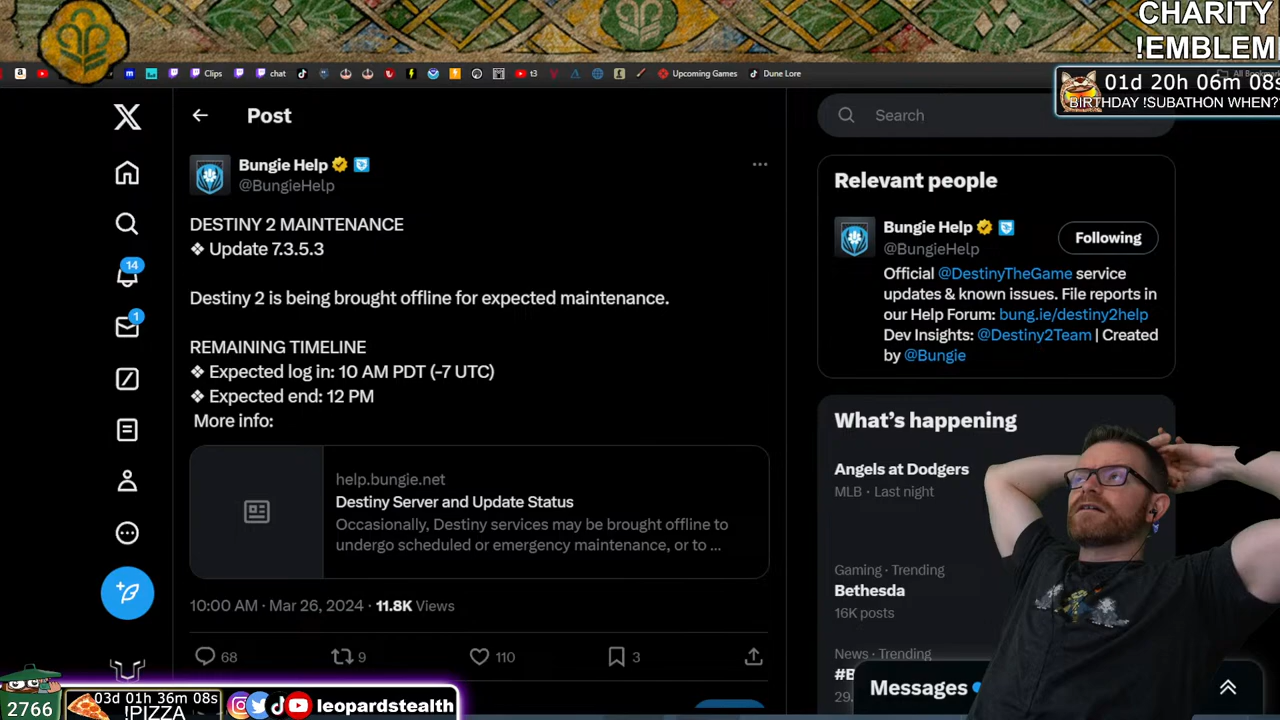 CHARITY
!EMBLEM
Clips
chat
t3
Upcoming Games
Dune Lore
All Bookmarks
01d 20h 06m 08s
BIRTHDAY !SUBATHON WHEN?
Post
Search
Bungie Help
@BungieHelp
DESTINY 2 MAINTENANCE
❖ Update 7.3.5.3
Destiny 2 is being brought offline for expected maintenance.
REMAINING TIMELINE
❖ Expected log in: 10 AM PDT (-7 UTC)
❖ Expected end: 12 PM
More info:
help.bungie.net
Destiny Server and Update Status
Occasionally, Destiny services may be brought offline to
undergo scheduled or emergency maintenance, or to ...
10:00 AM · Mar 26, 2024 · 11.8K Views
68
9
110
3
14
1
Relevant people
Bungie Help
@BungieHelp
Following
Official @DestinyTheGame service
updates & known issues. File reports in
our Help Forum: bung.ie/destiny2help
Dev Insights: @Destiny2Team | Created
by @Bungie
What's happening
Angels at Dodgers
MLB · Last night
Gaming · Trending
Bethesda
16K posts
News · Trending
Messages
2766
03d 01h 36m 08s
!PIZZA
leopardstealth